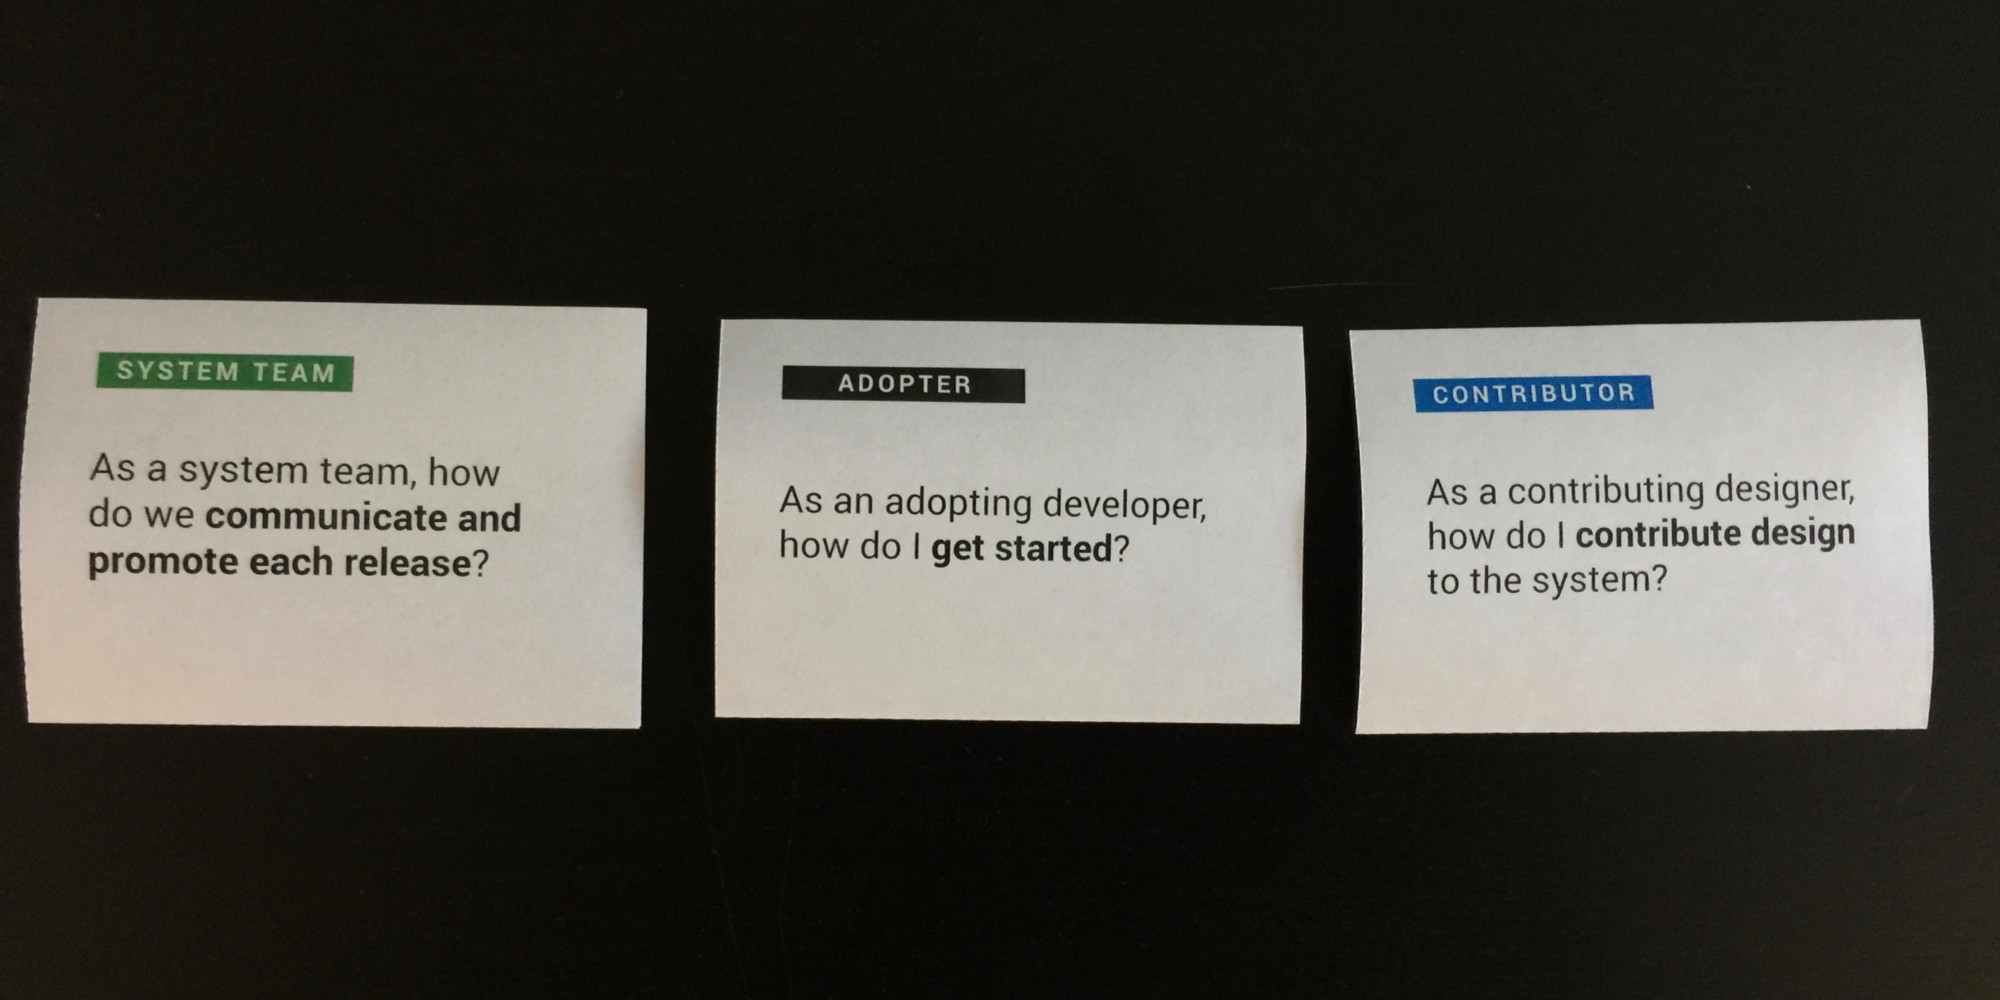 SYSTEM TEAM
As a system team, how
do we communicate and
promote each release?
ADOPTER
As an adopting developer,
how do I get started?
CONTRIBUTOR
As a contributing designer,
how do I contribute design
to the system?